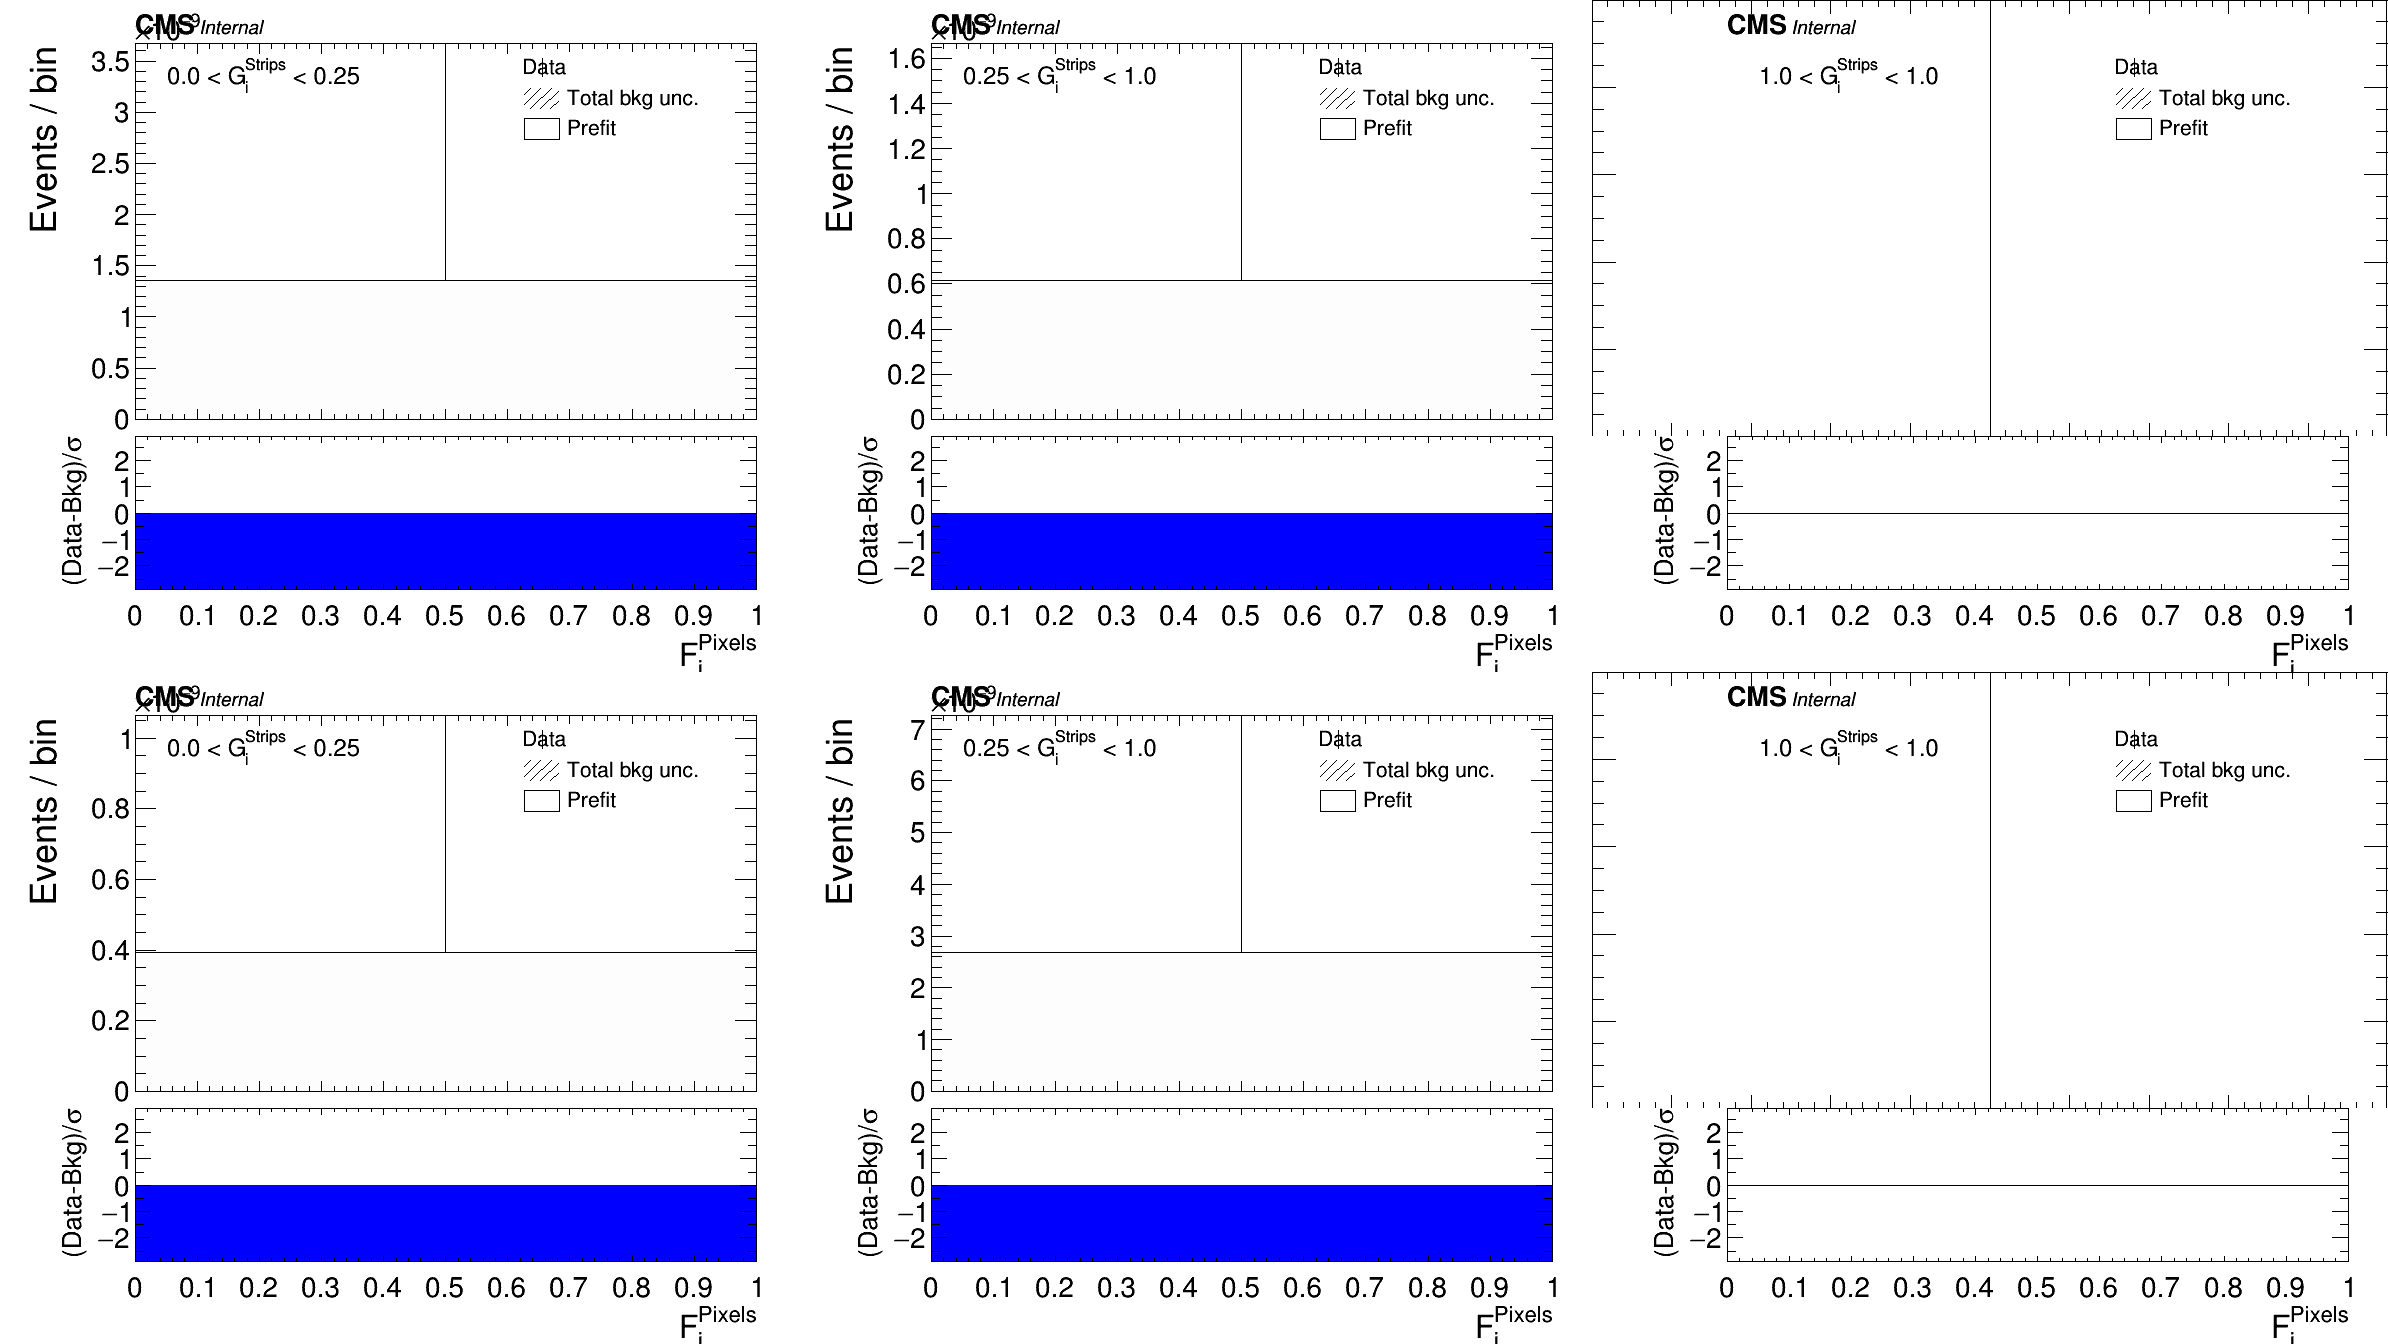 CMS Internal
×10^9
Events / bin
0.0 < G_i^Strips < 0.25
Data
Total bkg unc.
Prefit
3.5
3
2.5
2
1.5
1
0.5
0
(Data-Bkg)/σ
2
1
0
−1
−2
0 0.1 0.2 0.3 0.4 0.5 0.6 0.7 0.8 0.9 1
F_i^Pixels
CMS Internal
×10^9
Events / bin
0.25 < G_i^Strips < 1.0
Data
Total bkg unc.
Prefit
1.6
1.4
1.2
1
0.8
0.6
0.4
0.2
0
(Data-Bkg)/σ
2
1
0
−1
−2
0 0.1 0.2 0.3 0.4 0.5 0.6 0.7 0.8 0.9 1
F_i^Pixels
CMS Internal
1.0 < G_i^Strips < 1.0
Data
Total bkg unc.
Prefit
(Data-Bkg)/σ
2
1
0
−1
−2
0 0.1 0.2 0.3 0.4 0.5 0.6 0.7 0.8 0.9 1
F_i^Pixels
CMS Internal
×10^9
Events / bin
0.0 < G_i^Strips < 0.25
Data
Total bkg unc.
Prefit
1
0.8
0.6
0.4
0.2
0
(Data-Bkg)/σ
2
1
0
−1
−2
0 0.1 0.2 0.3 0.4 0.5 0.6 0.7 0.8 0.9 1
F_i^Pixels
CMS Internal
×10^9
Events / bin
0.25 < G_i^Strips < 1.0
Data
Total bkg unc.
Prefit
7
6
5
4
3
2
1
0
(Data-Bkg)/σ
2
1
0
−1
−2
0 0.1 0.2 0.3 0.4 0.5 0.6 0.7 0.8 0.9 1
F_i^Pixels
CMS Internal
1.0 < G_i^Strips < 1.0
Data
Total bkg unc.
Prefit
(Data-Bkg)/σ
2
1
0
−1
−2
0 0.1 0.2 0.3 0.4 0.5 0.6 0.7 0.8 0.9 1
F_i^Pixels